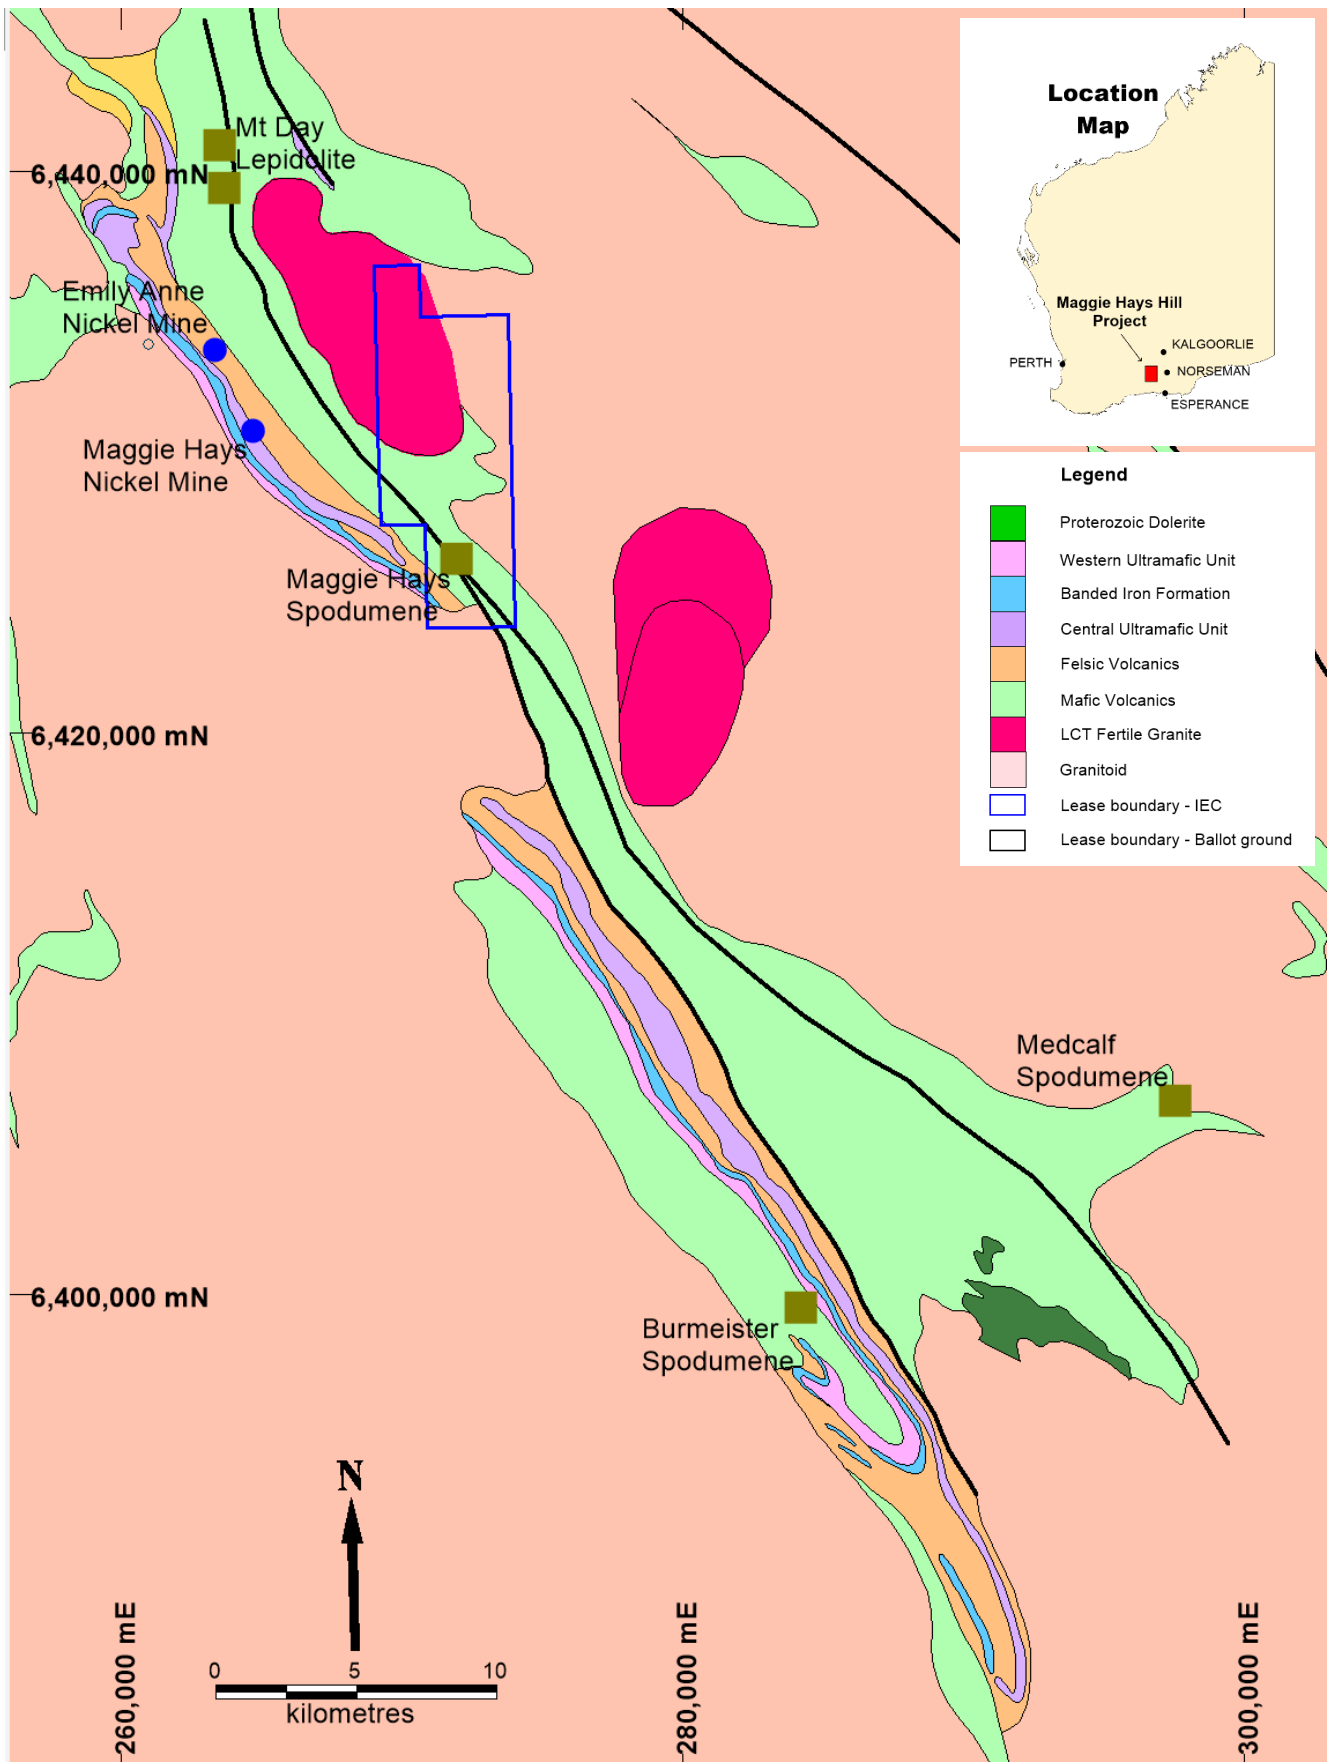 Mt Day
Lepidolite
6,440,000 mN
Emily Anne
Nickel Mine
Maggie Hays
Nickel Mine
Maggie Hays
Spodumene
6,420,000 mN
Medcalf
Spodumene
6,400,000 mN
Burmeister
Spodumene
N
0 5 10
kilometres
260,000 mE
280,000 mE
300,000 mE
Location
Map
Maggie Hays Hill
Project
KALGOORLIE
PERTH
NORSEMAN
ESPERANCE
Legend
Proterozoic Dolerite
Western Ultramafic Unit
Banded Iron Formation
Central Ultramafic Unit
Felsic Volcanics
Mafic Volcanics
LCT Fertile Granite
Granitoid
Lease boundary - IEC
Lease boundary - Ballot ground